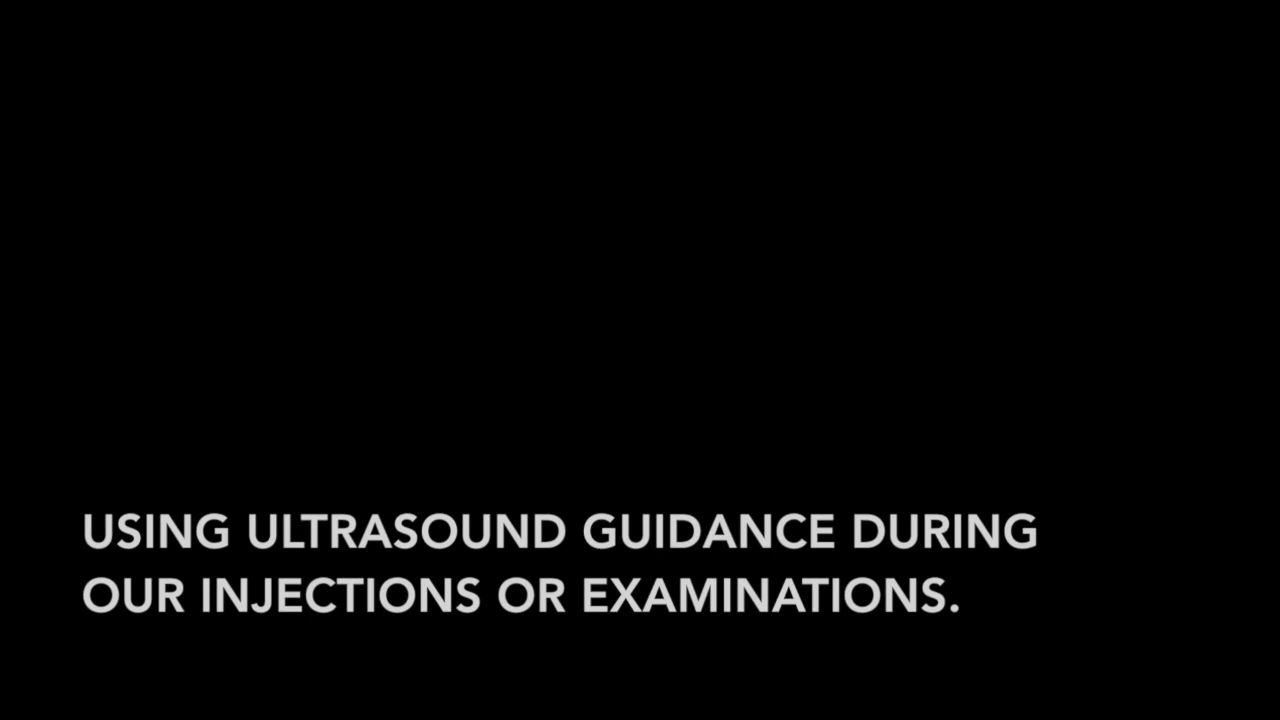 USING ULTRASOUND GUIDANCE DURING
OUR INJECTIONS OR EXAMINATIONS.